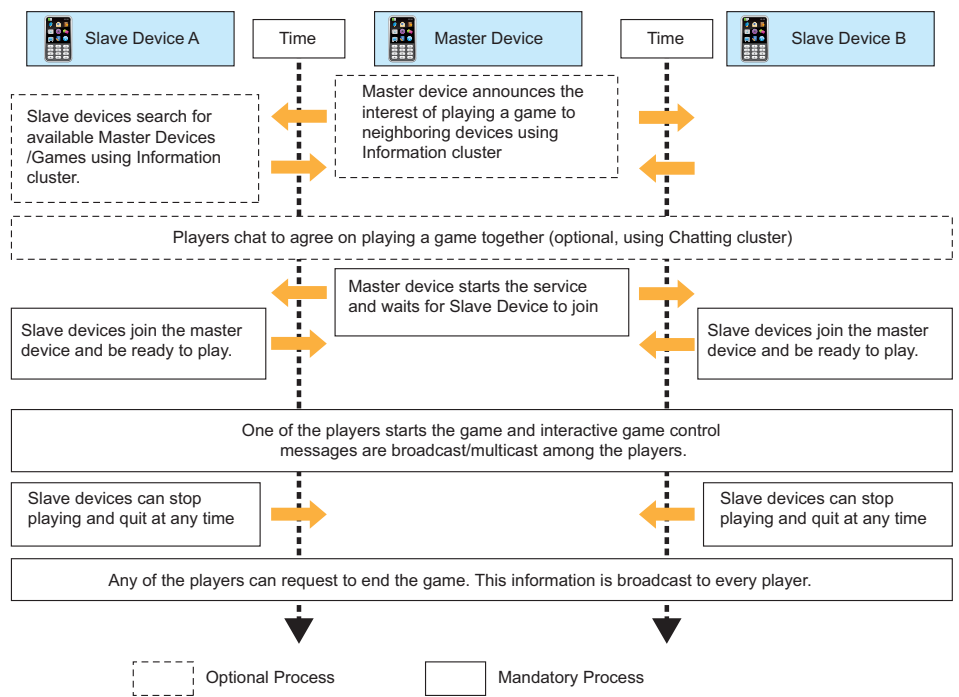 Slave Device A
Time
Master Device
Time
Slave Device B
Slave devices search for
available Master Devices
/Games using Information
cluster.
Master device announces the
interest of playing a game to
neighboring devices using
Information cluster
Players chat to agree on playing a game together (optional, using Chatting cluster)
Master device starts the service
and waits for Slave Device to join
Slave devices join the master
device and be ready to play.
Slave devices join the master
device and be ready to play.
One of the players starts the game and interactive game control
messages are broadcast/multicast among the players.
Slave devices can stop
playing and quit at any time
Slave devices can stop
playing and quit at any time
Any of the players can request to end the game. This information is broadcast to every player.
Optional Process
Mandatory Process